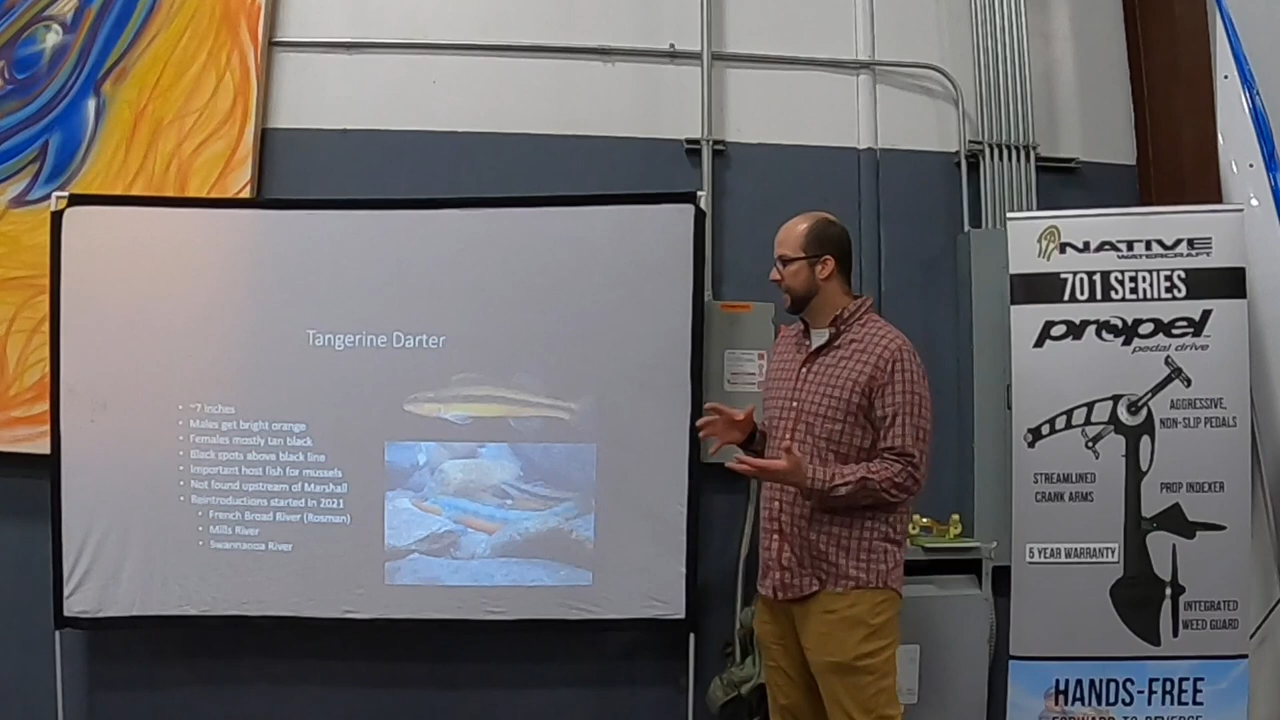 Tangerine Darter
• ~7 inches
• Males get bright orange
• Females mostly tan black
• Black spots above black line
• Important host fish for mussels
• Not found upstream of Marshall
• Reintroductions started in 2021
• French Broad River (Rosman)
• Mills River
• Swannanoa River
NATIVE
WATERCRAFT
701 SERIES
propel
pedal drive
AGGRESSIVE,
NON-SLIP PEDALS
STREAMLINED
CRANK ARMS
PROP INDEXER
5 YEAR WARRANTY
INTEGRATED
WEED GUARD
HANDS-FREE
FORWARD TO REVERSE